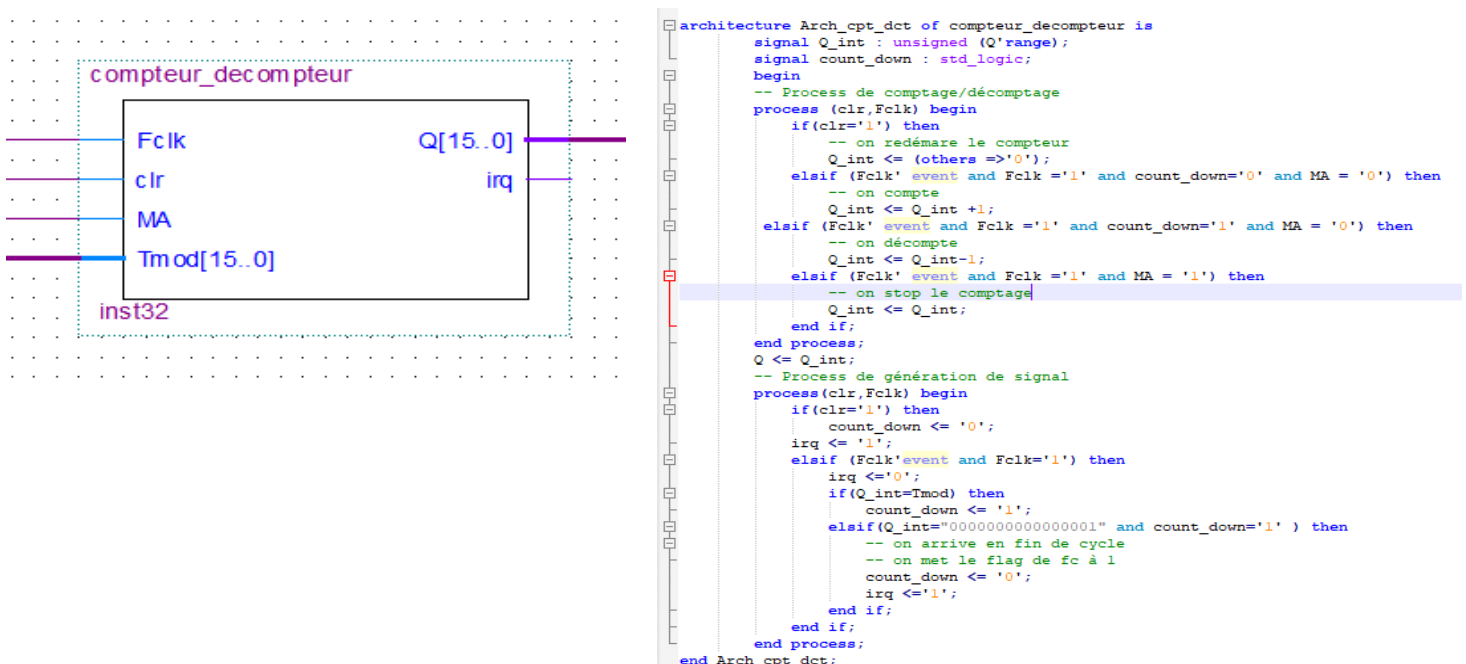 compteur_decompteur
Fclk
Q[15..0]
clr
irq
MA
Tmod[15..0]
inst32
architecture Arch_cpt_dct of compteur_decompteur is
signal Q_int : unsigned (Q'range);
signal count_down : std_logic;
begin
-- Process de comptage/décomptage
process (clr,Fclk) begin
if(clr='1') then
-- on redémare le compteur
Q_int <= (others =>'0');
elsif (Fclk' event and Fclk ='1' and count_down='0' and MA = '0') then
-- on compte
Q_int <= Q_int +1;
elsif (Fclk' event and Fclk ='1' and count_down='1' and MA = '0') then
-- on décompte
Q_int <= Q_int-1;
elsif (Fclk' event and Fclk ='1' and MA = '1') then
-- on stop le comptage
Q_int <= Q_int;
end if;
end process;
Q <= Q_int;
-- Process de génération de signal
process(clr,Fclk) begin
if(clr='1') then
count_down <= '0';
irq <= '1';
elsif (Fclk'event and Fclk='1') then
irq <='0';
if(Q_int=Tmod) then
count_down <= '1';
elsif(Q_int="0000000000000001" and count_down='1' ) then
-- on arrive en fin de cycle
-- on met le flag de fc à 1
count_down <= '0';
irq <='1';
end if;
end if;
end process;
end Arch_cpt_dct;